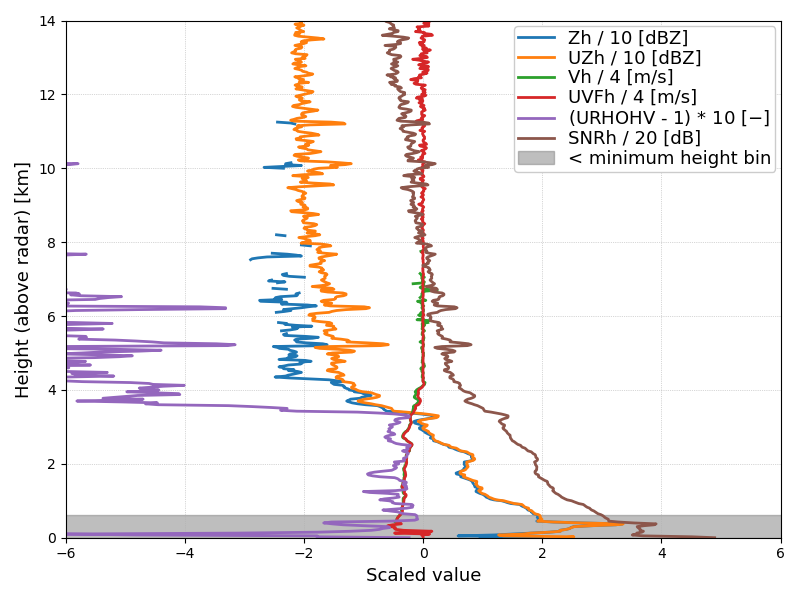 Zh / 10 [dBZ]
UZh / 10 [dBZ]
Vh / 4 [m/s]
UVFh / 4 [m/s]
(URHOHV - 1) * 10 [−]
SNRh / 20 [dB]
< minimum height bin
Height (above radar) [km]
14
12
10
8
6
4
2
0
−6
−4
−2
0
2
4
6
Scaled value